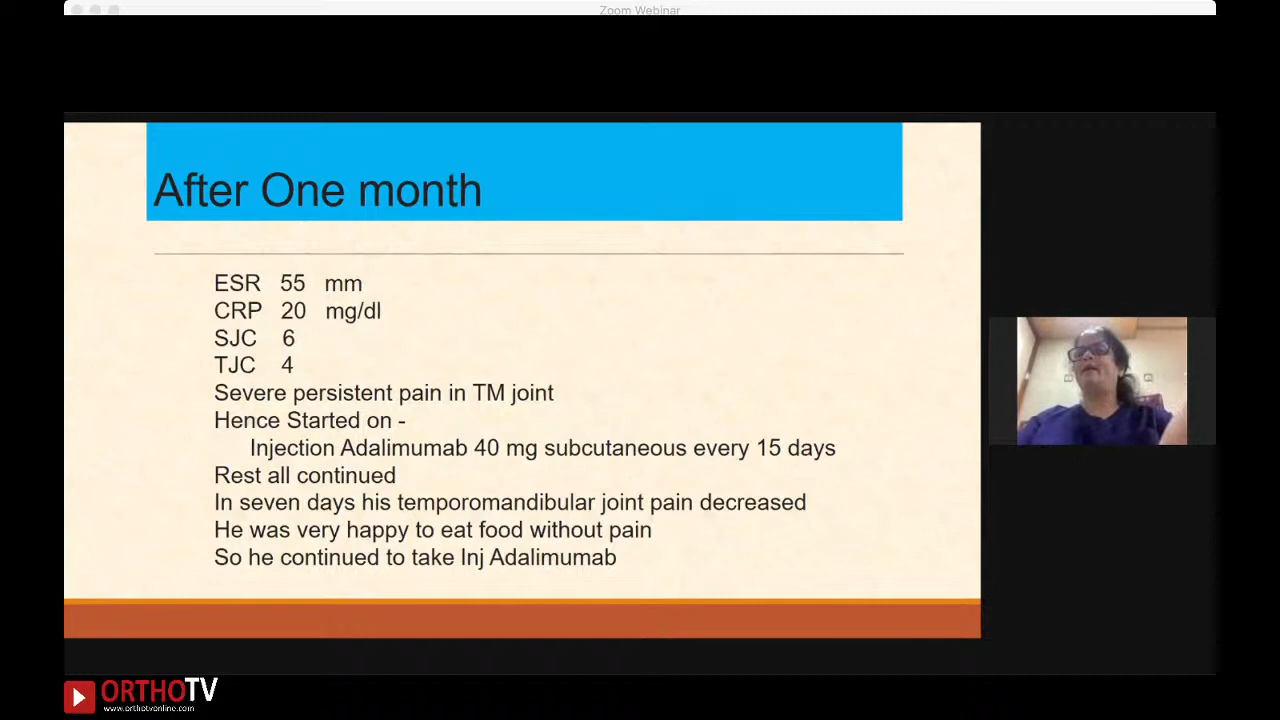 Zoom Webinar
After One month
ESR 55 mm
CRP 20 mg/dl
SJC 6
TJC 4
Severe persistent pain in TM joint
Hence Started on -
Injection Adalimumab 40 mg subcutaneous every 15 days
Rest all continued
In seven days his temporomandibular joint pain decreased
He was very happy to eat food without pain
So he continued to take Inj Adalimumab
ORTHOTV
www.orthotvonline.com